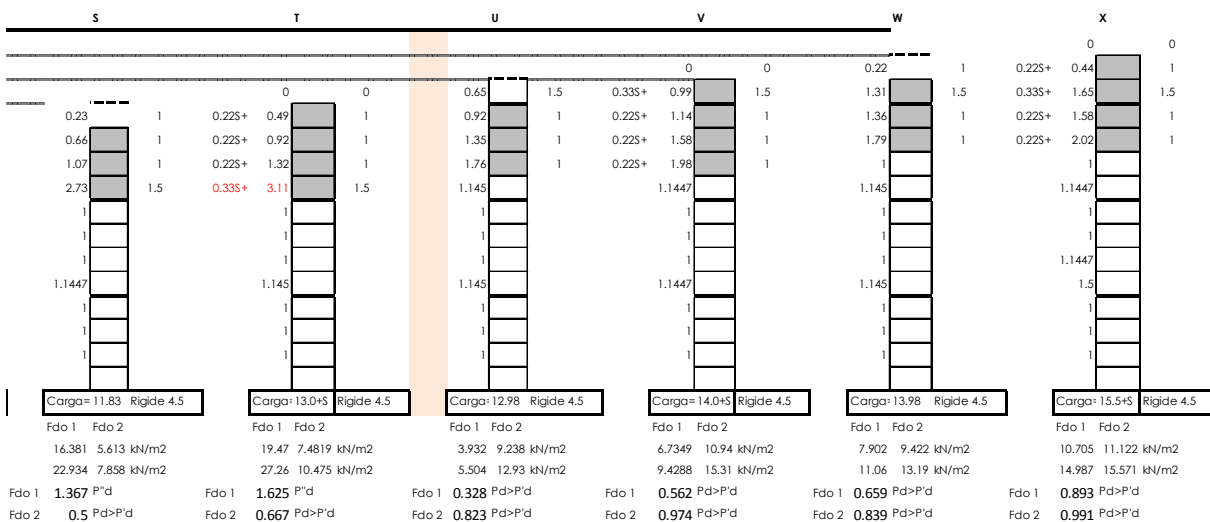 S T U V W X
0 0
0 0 0.22 1 0.22S+ 0.44 1
0 0 0.65 1.5 0.33S+ 0.99 1.5 1.31 1.5 0.33S+ 1.65 1.5
0.23 1 0.22S+ 0.49 1 0.92 1 0.22S+ 1.14 1 1.36 1 0.22S+ 1.58 1
0.66 1 0.22S+ 0.92 1 1.35 1 0.22S+ 1.58 1 1.79 1 0.22S+ 2.02 1
1.07 1 0.22S+ 1.32 1 1.76 1 0.22S+ 1.98 1 1 1
2.73 1.5 0.33S+ 3.11 1.5 1.145 1.1447 1.145 1.1447
1 1 1 1 1 1
1 1 1 1 1 1
1 1 1 1 1 1.1447
1.1447 1.145 1.145 1.1447 1.145 1.5
1 1 1 1 1 1
1 1 1 1 1 1
1 1 1 1 1 1
Carga= 11.83 Rigide 4.5 Carga= 13.0+S Rigide 4.5 Carga= 12.98 Rigide 4.5 Carga= 14.0+S Rigide 4.5 Carga= 13.98 Rigide 4.5 Carga= 15.5+S Rigide 4.5
Fdo 1 Fdo 2 Fdo 1 Fdo 2 Fdo 1 Fdo 2 Fdo 1 Fdo 2 Fdo 1 Fdo 2 Fdo 1 Fdo 2
16.381 5.613 kN/m2 19.47 7.4819 kN/m2 3.932 9.238 kN/m2 6.7349 10.94 kN/m2 7.902 9.422 kN/m2 10.705 11.122 kN/m2
22.934 7.858 kN/m2 27.26 10.475 kN/m2 5.504 12.93 kN/m2 9.4288 15.31 kN/m2 11.06 13.19 kN/m2 14.987 15.571 kN/m2
Fdo 1 1.367 P"d Fdo 1 1.625 P"d Fdo 1 0.328 Pd>P'd Fdo 1 0.562 Pd>P'd Fdo 1 0.659 Pd>P'd Fdo 1 0.893 Pd>P'd
Fdo 2 0.5 Pd>P'd Fdo 2 0.667 Pd>P'd Fdo 2 0.823 Pd>P'd Fdo 2 0.974 Pd>P'd Fdo 2 0.839 Pd>P'd Fdo 2 0.991 Pd>P'd